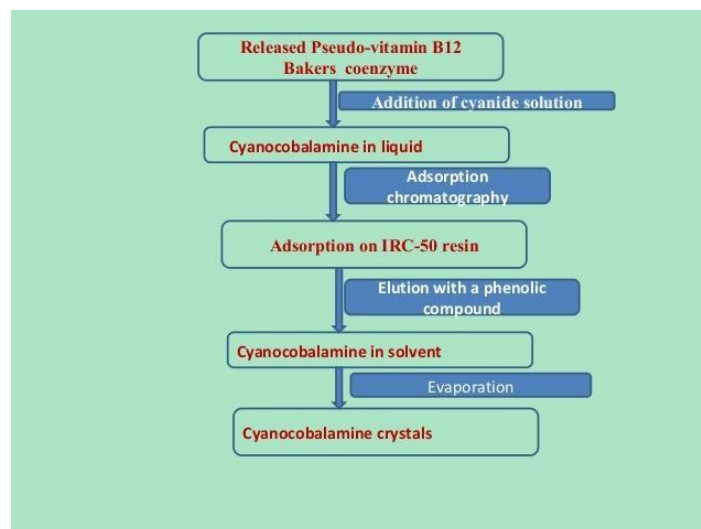 Released Pseudo-vitamin B12
Bakers coenzyme
Addition of cyanide solution
Cyanocobalamine in liquid
Adsorption
chromatography
Adsorption on IRC-50 resin
Elution with a phenolic
compound
Cyanocobalamine in solvent
Evaporation
Cyanocobalamine crystals